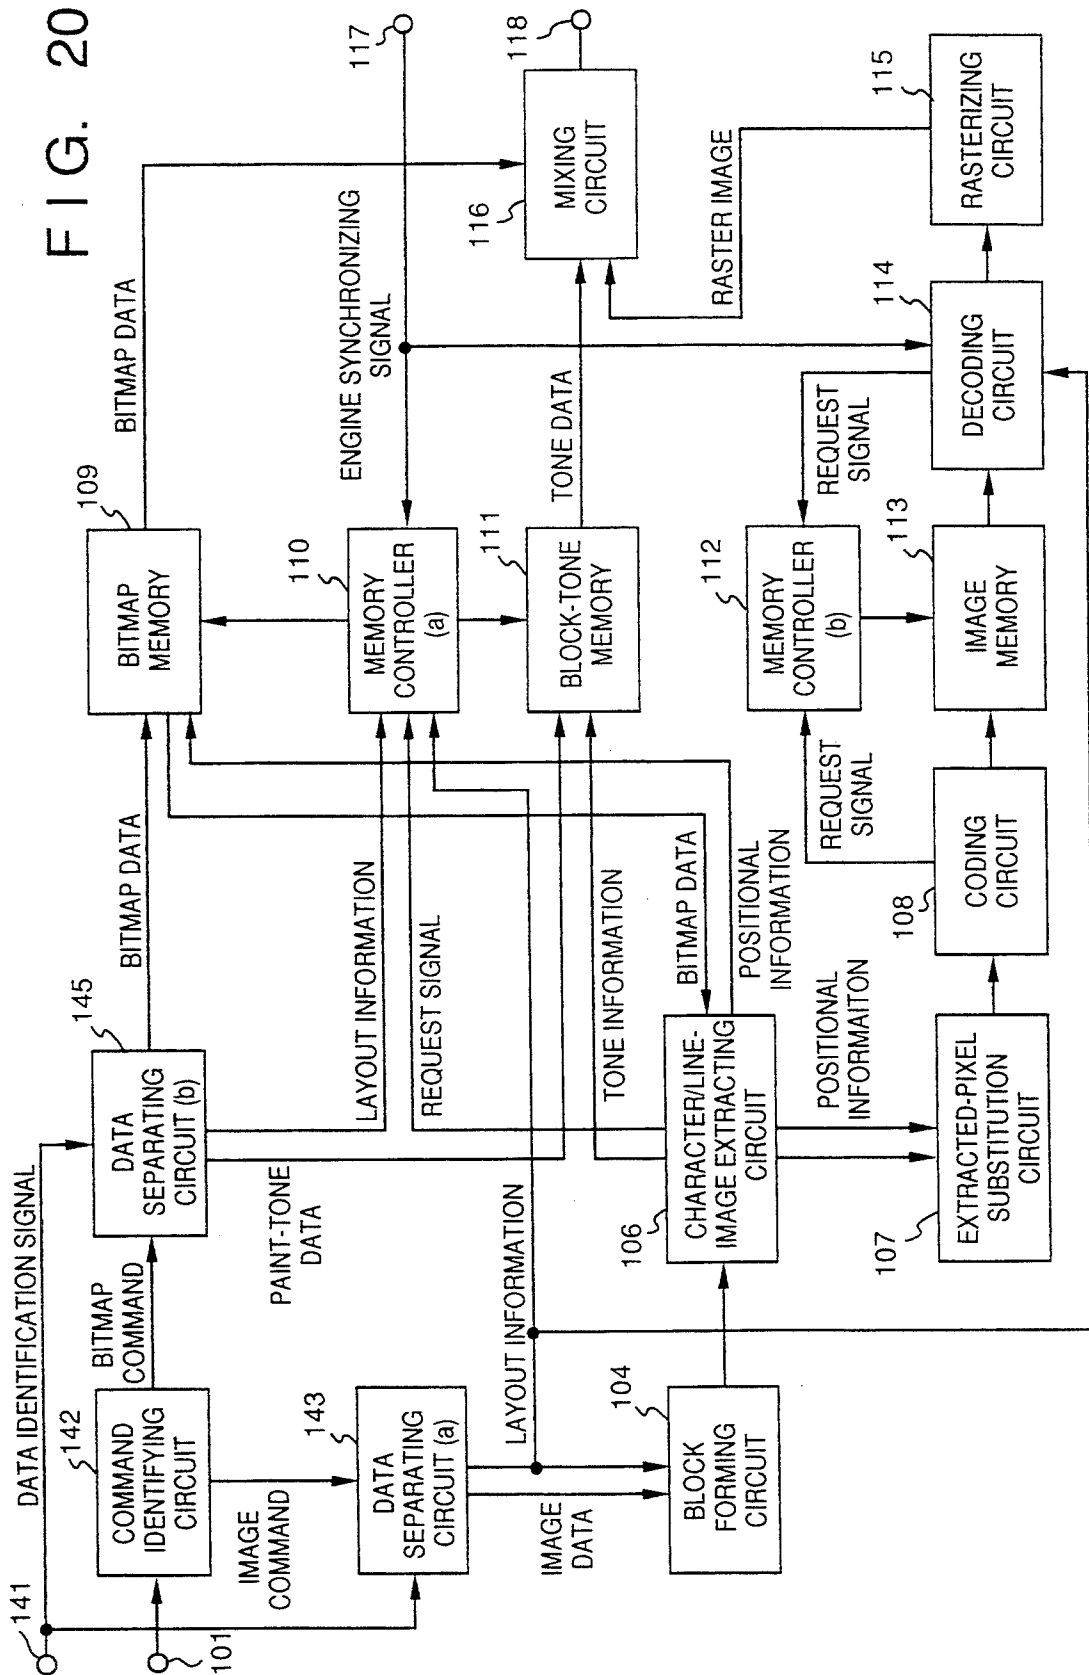 FIG. 20
141
DATA IDENTIFICATION SIGNAL
101
142
COMMAND
IDENTIFYING
CIRCUIT
BITMAP
COMMAND
IMAGE
COMMAND
145
DATA
SEPARATING
CIRCUIT (b)
BITMAP DATA
109
BITMAP
MEMORY
BITMAP DATA
LAYOUT INFORMATION
PAINT-TONE
DATA
REQUEST SIGNAL
143
DATA
SEPARATING
CIRCUIT (a)
IMAGE
DATA
LAYOUT INFORMATION
104
BLOCK
FORMING
CIRCUIT
110
MEMORY
CONTROLLER
(a)
ENGINE SYNCHRONIZING
SIGNAL
117
111
BLOCK-TONE
MEMORY
TONE DATA
116
MIXING
CIRCUIT
118
TONE INFORMATION
BITMAP DATA
POSITIONAL
INFORMATION
106
CHARACTER/LINE-
IMAGE EXTRACTING
CIRCUIT
POSITIONAL
INFORMAITON
107
EXTRACTED-PIXEL
SUBSTITUTION
CIRCUIT
108
CODING
CIRCUIT
REQUEST
SIGNAL
112
MEMORY
CONTROLLER
(b)
REQUEST
SIGNAL
113
IMAGE
MEMORY
114
DECODING
CIRCUIT
RASTER IMAGE
115
RASTERIZING
CIRCUIT